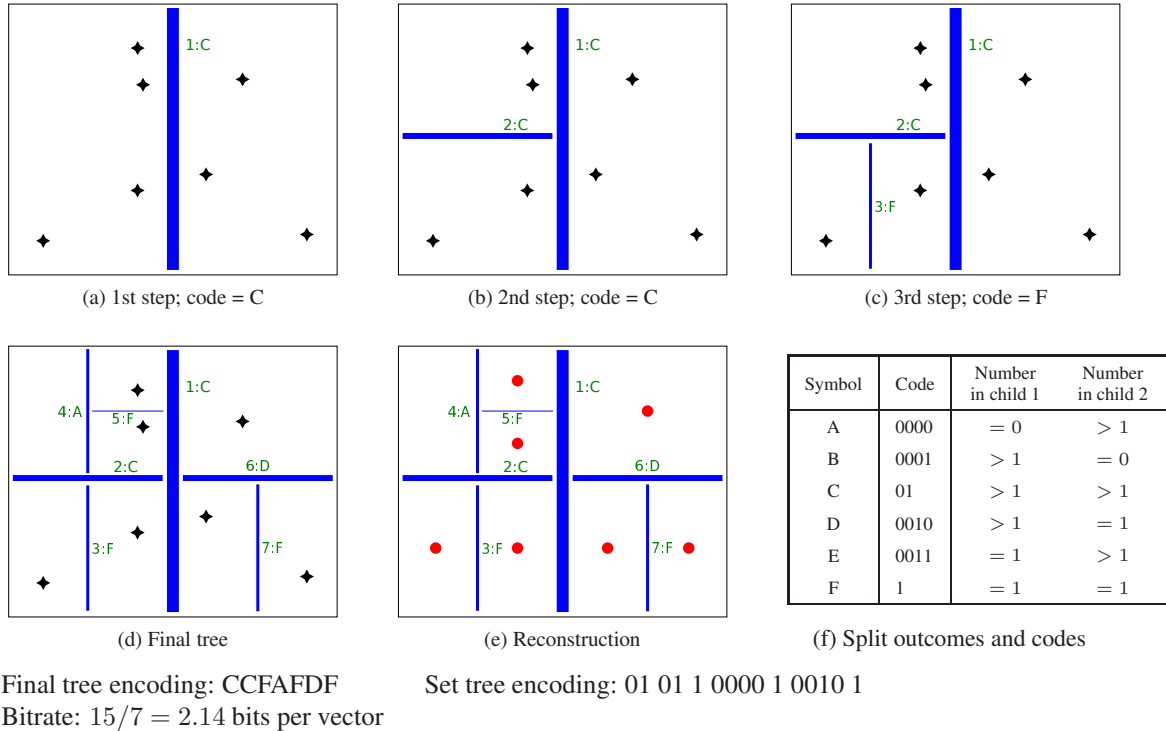 1:C
(a) 1st step; code = C
1:C
2:C
(b) 2nd step; code = C
1:C
2:C
3:F
(c) 3rd step; code = F
1:C
4:A
5:F
2:C
6:D
3:F
7:F
(d) Final tree
1:C
4:A
5:F
2:C
6:D
3:F
7:F
(e) Reconstruction
Symbol Code Number in child 1 Number in child 2
A 0000 = 0 > 1
B 0001 > 1 = 0
C 01 > 1 > 1
D 0010 > 1 = 1
E 0011 = 1 > 1
F 1 = 1 = 1
(f) Split outcomes and codes
Final tree encoding: CCFAFDF
Set tree encoding: 01 01 1 0000 1 0010 1
Bitrate: 15/7 = 2.14 bits per vector